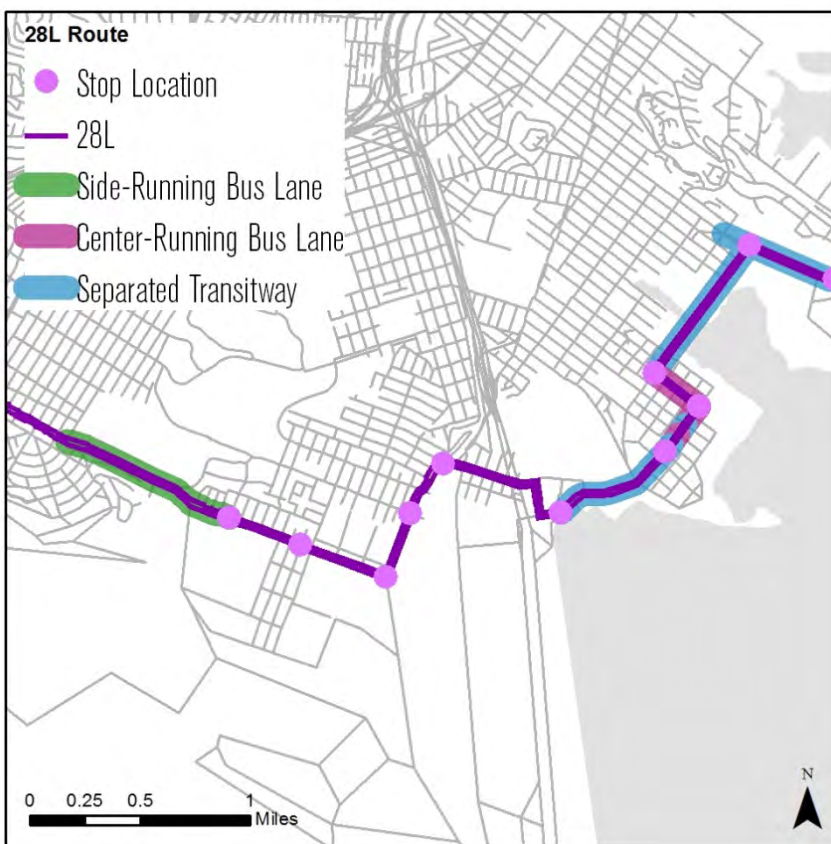 28L Route
Stop Location
28L
Side-Running Bus Lane
Center-Running Bus Lane
Separated Transitway
0 0.25 0.5 1
Miles
N